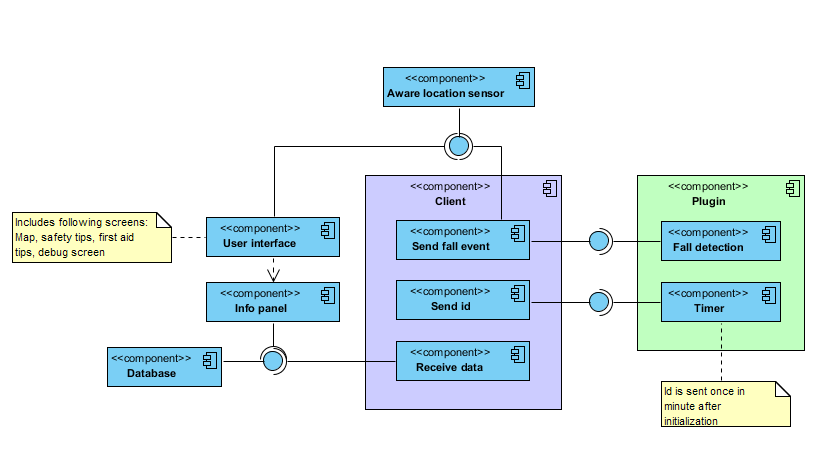 <<component>>
Aware location sensor
<<component>>
Client
<<component>>
Plugin
Includes following screens:
Map, safety tips, first aid
tips, debug screen
<<component>>
User interface
<<component>>
Send fall event
<<component>>
Fall detection
<<component>>
Info panel
<<component>>
Send id
<<component>>
Timer
<<component>>
Database
<<component>>
Receive data
Id is sent once in
minute after
initialization